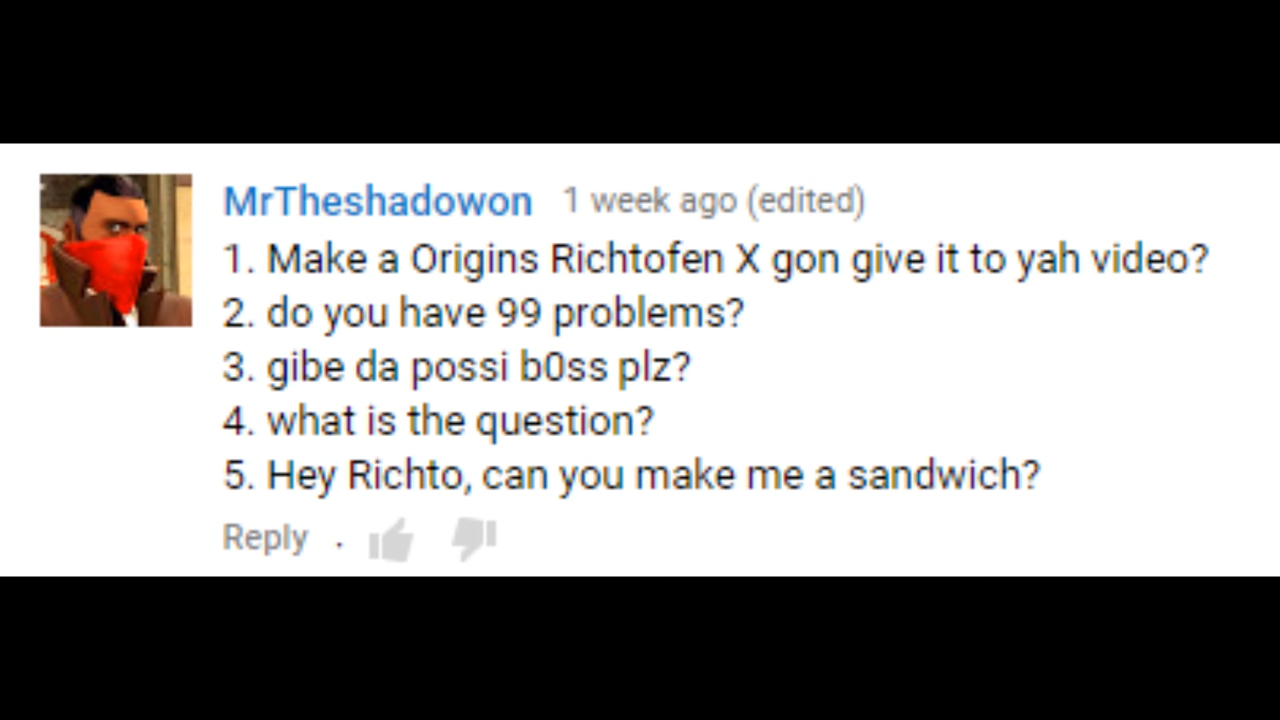 MrTheshadowon 1 week ago (edited)
1. Make a Origins Richtofen X gon give it to yah video?
2. do you have 99 problems?
3. gibe da possi b0ss plz?
4. what is the question?
5. Hey Richto, can you make me a sandwich?
Reply .